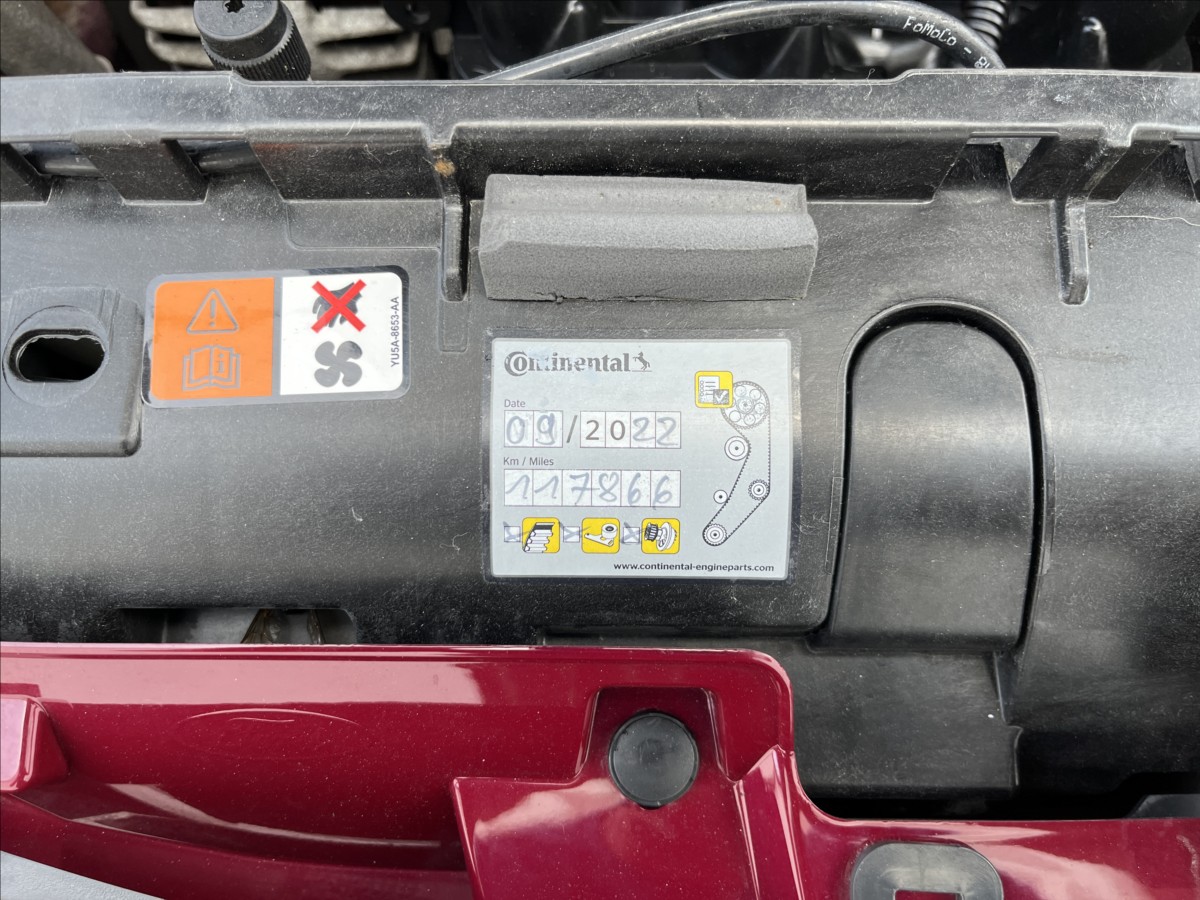 FoMoCo -
YU5A-8653-AA
Continental
Date
09/2022
Km / Miles
117866
www.continental-engineparts.com